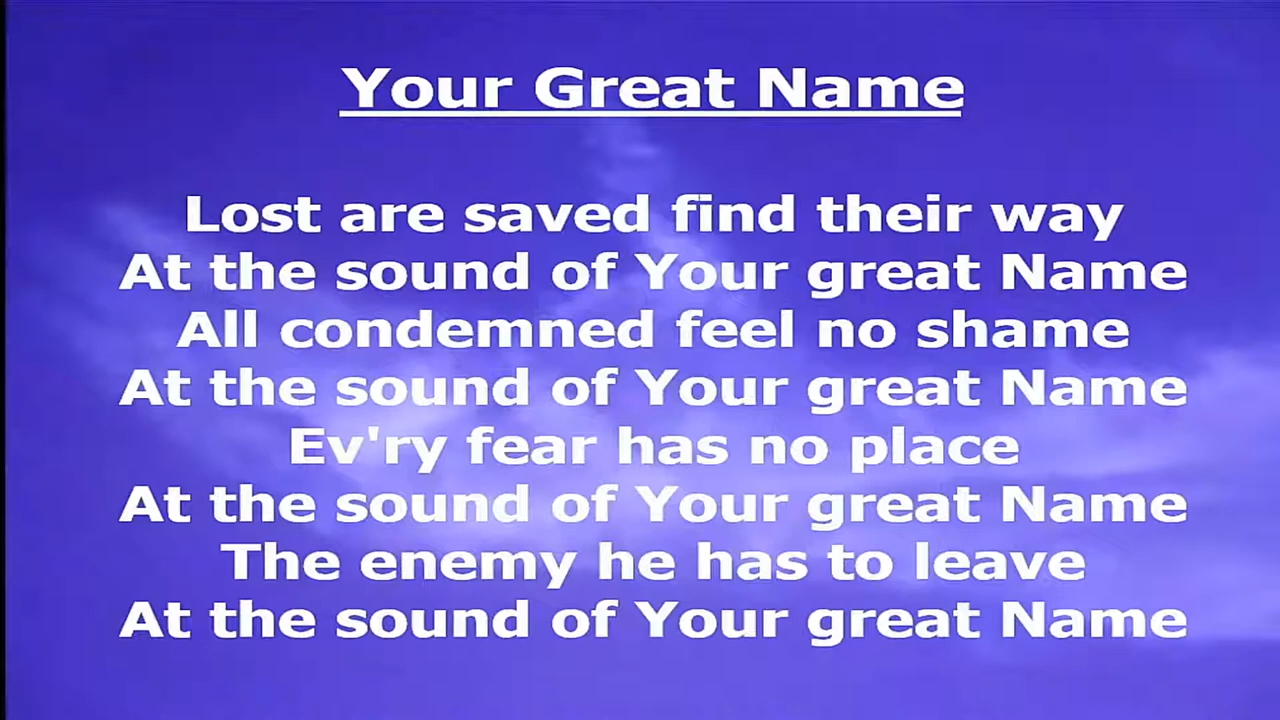 Your Great Name
Lost are saved find their way
At the sound of Your great Name
All condemned feel no shame
At the sound of Your great Name
Ev'ry fear has no place
At the sound of Your great Name
The enemy he has to leave
At the sound of Your great Name